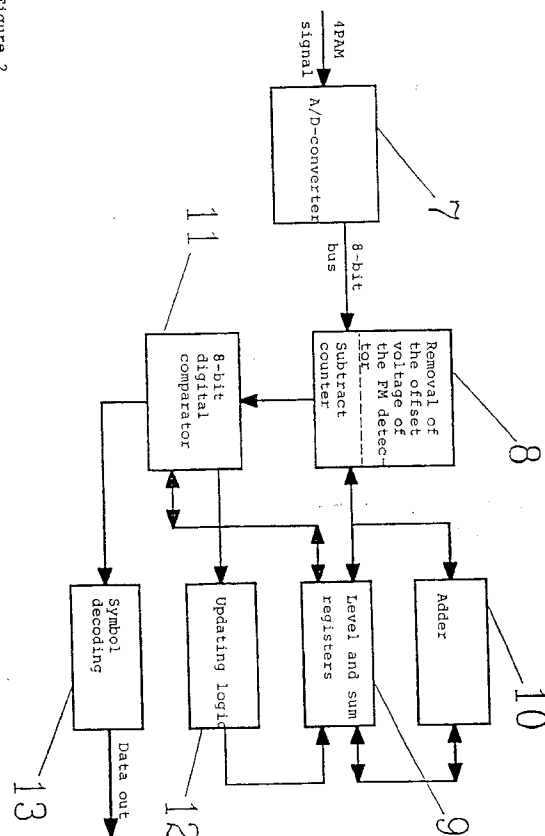 4PAM
signal
A/D-converter
7
8-bit
bus
Removal of
the offset
voltage of
the FM detec-
tor
Subtract
counter
8
11
8-bit
digital
comparator
Adder
10
Level and sum
registers
9
Updating logic
12
Symbol
decoding
13
Data out
Figure 2